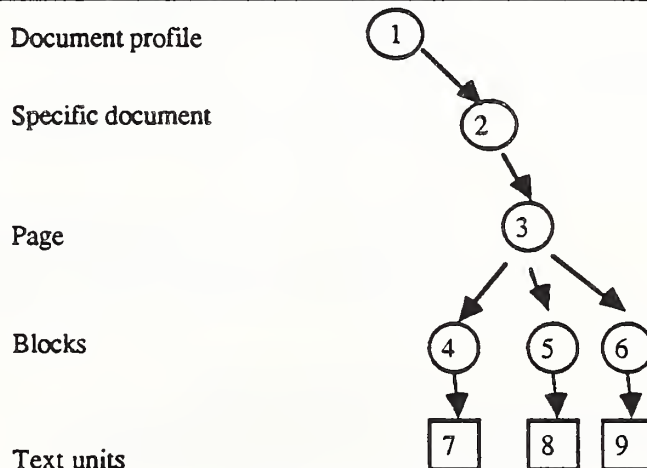 Document profile 1
Specific document 2
Page 3
Blocks 4 5 6
Text units 7 8 9